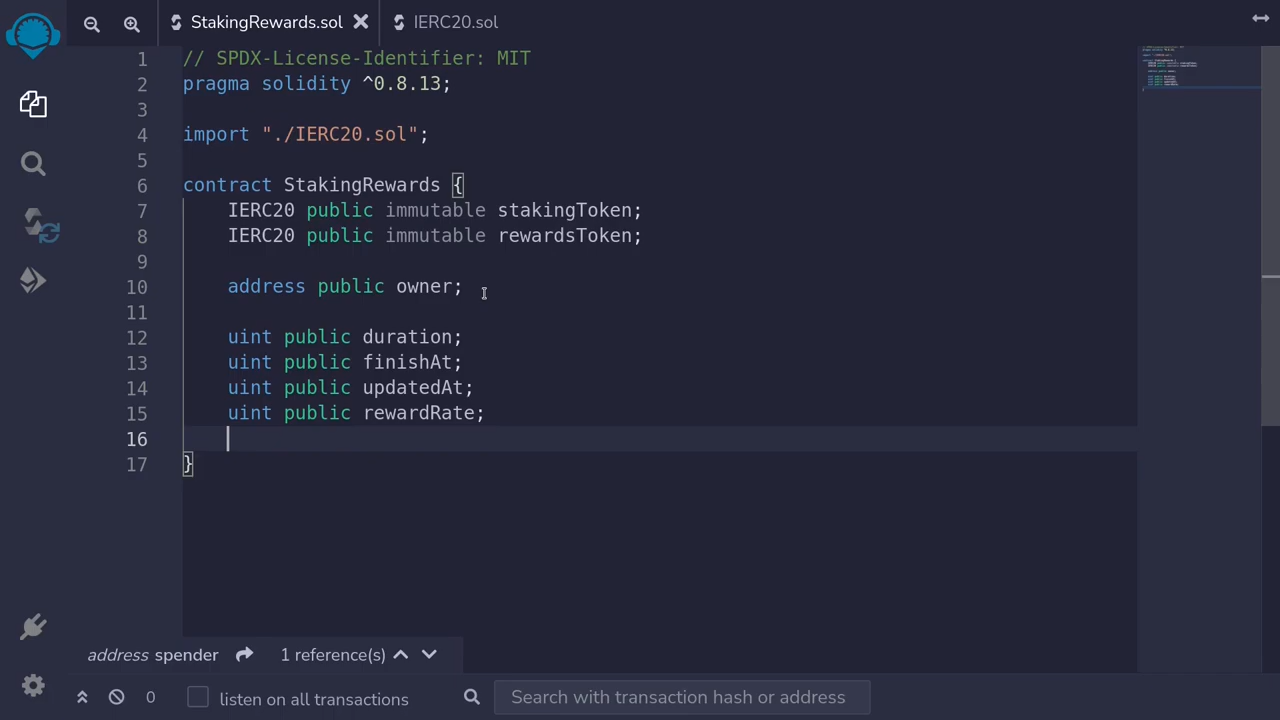 StakingRewards.sol
IERC20.sol
1 // SPDX-License-Identifier: MIT
2 pragma solidity ^0.8.13;
3
4 import "./IERC20.sol";
5
6 contract StakingRewards {
7 IERC20 public immutable stakingToken;
8 IERC20 public immutable rewardsToken;
9
10 address public owner;
11
12 uint public duration;
13 uint public finishAt;
14 uint public updatedAt;
15 uint public rewardRate;
16
17 }
address spender 1 reference(s)
0 listen on all transactions Search with transaction hash or address